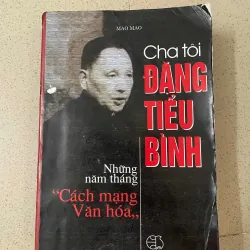 MAO MAO
Cha tôi
ĐẶNG
TIỂU
BÌNH
Những
năm tháng
"Cách mạng
Văn hóa„